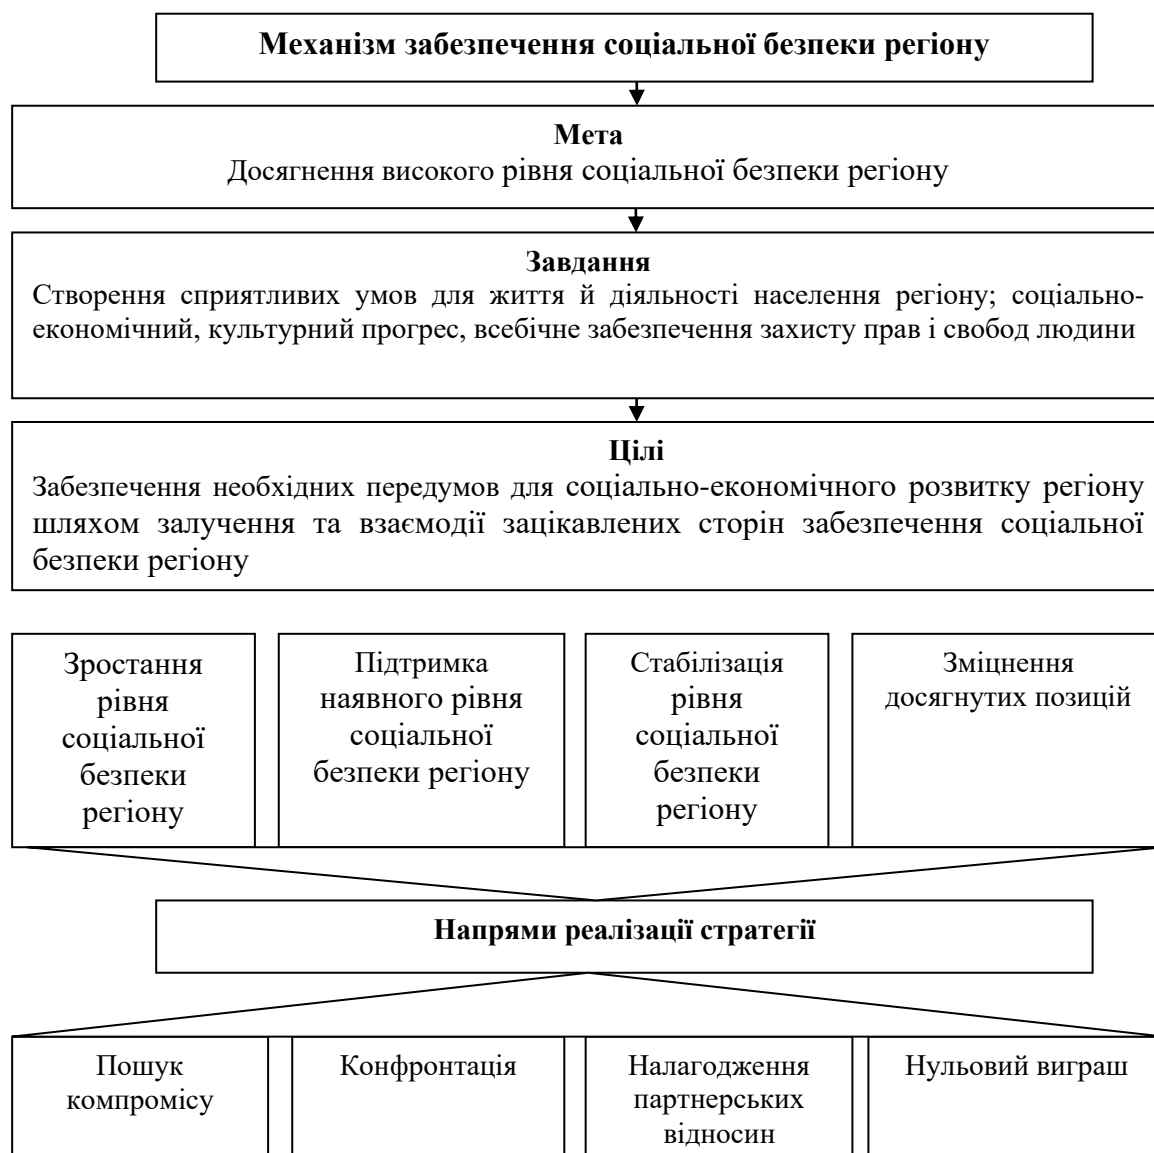 Механізм забезпечення соціальної безпеки регіону
Мета
Досягнення високого рівня соціальної безпеки регіону
Завдання
Створення сприятливих умов для життя й діяльності населення регіону; соціально-
економічний, культурний прогрес, всебічне забезпечення захисту прав і свобод людини
Цілі
Забезпечення необхідних передумов для соціально-економічного розвитку регіону
шляхом залучення та взаємодії зацікавлених сторін забезпечення соціальної
безпеки регіону
Зростання
рівня
соціальної
безпеки
регіону
Підтримка
наявного рівня
соціальної
безпеки регіону
Стабілізація
рівня
соціальної
безпеки
регіону
Зміцнення
досягнутих позицій
Напрями реалізації стратегії
Пошук
компромісу
Конфронтація
Налагодження
партнерських
відносин
Нульовий виграш